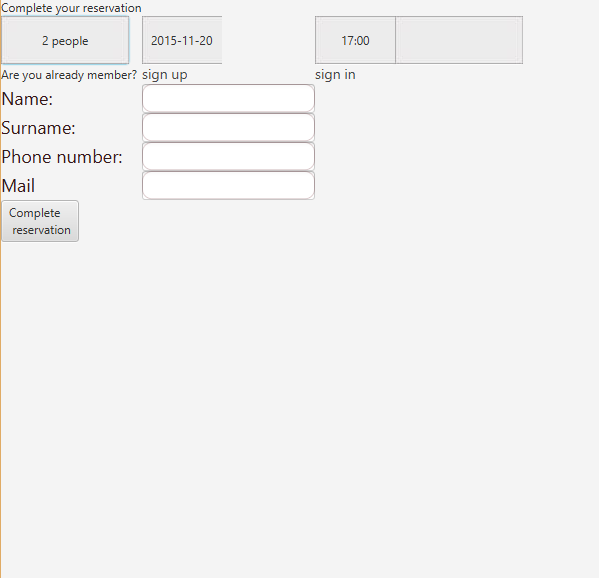 Complete your reservation
2 people 2015-11-20 17:00
Are you already member? sign up sign in
Name:
Surname:
Phone number:
Mail
Complete
reservation